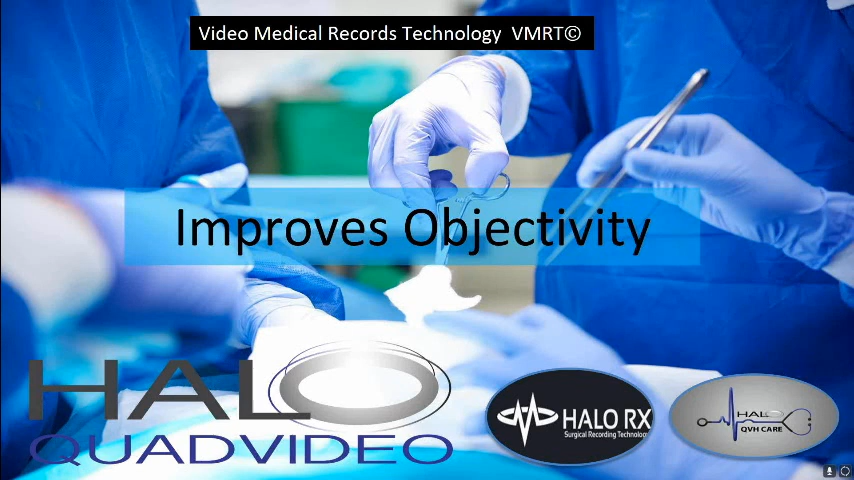 Video Medical Records Technology VMRT©
Improves Objectivity
HALO
QUADVIDEO
HALO RX
Surgical Recording Technology
HALO
QVH CARE